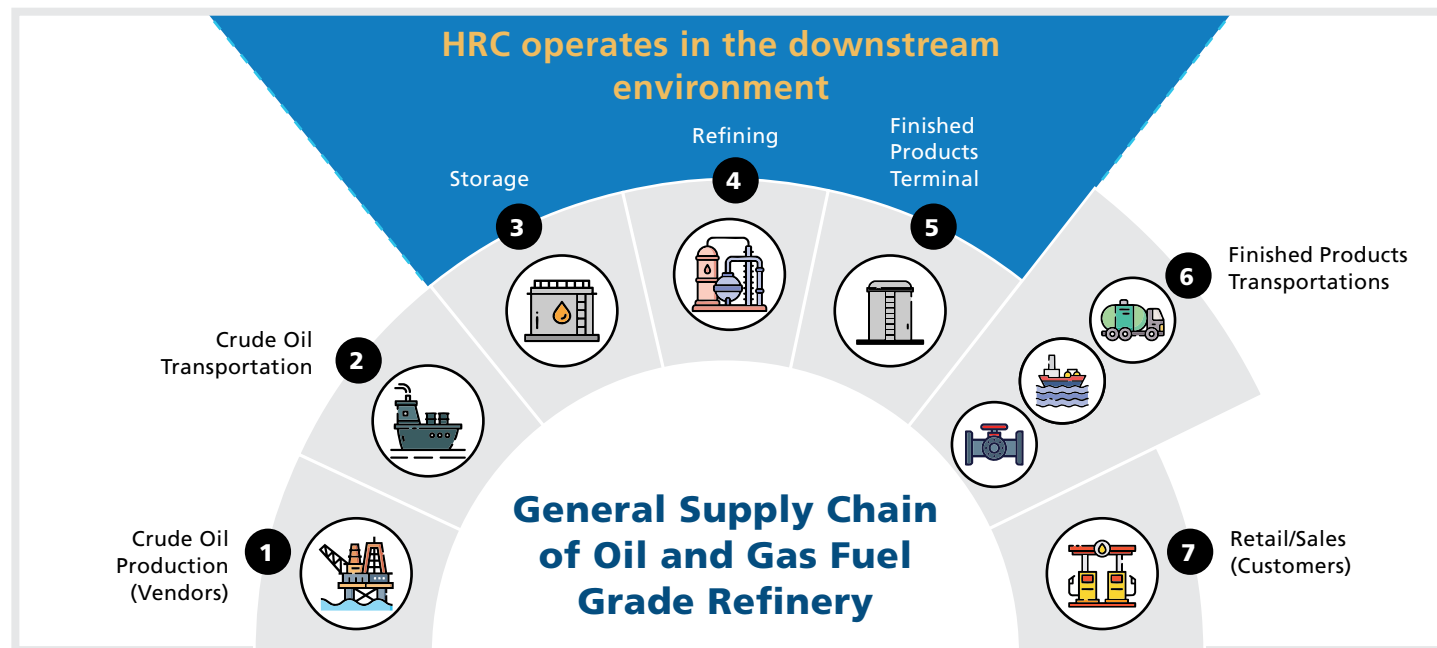 HRC operates in the downstream
environment
Crude Oil
Production
(Vendors)
1
Crude Oil
Transportation
2
Storage
3
Refining
4
Finished
Products
Terminal
5
6
Finished Products
Transportations
7
Retail/Sales
(Customers)
General Supply Chain
of Oil and Gas Fuel
Grade Refinery